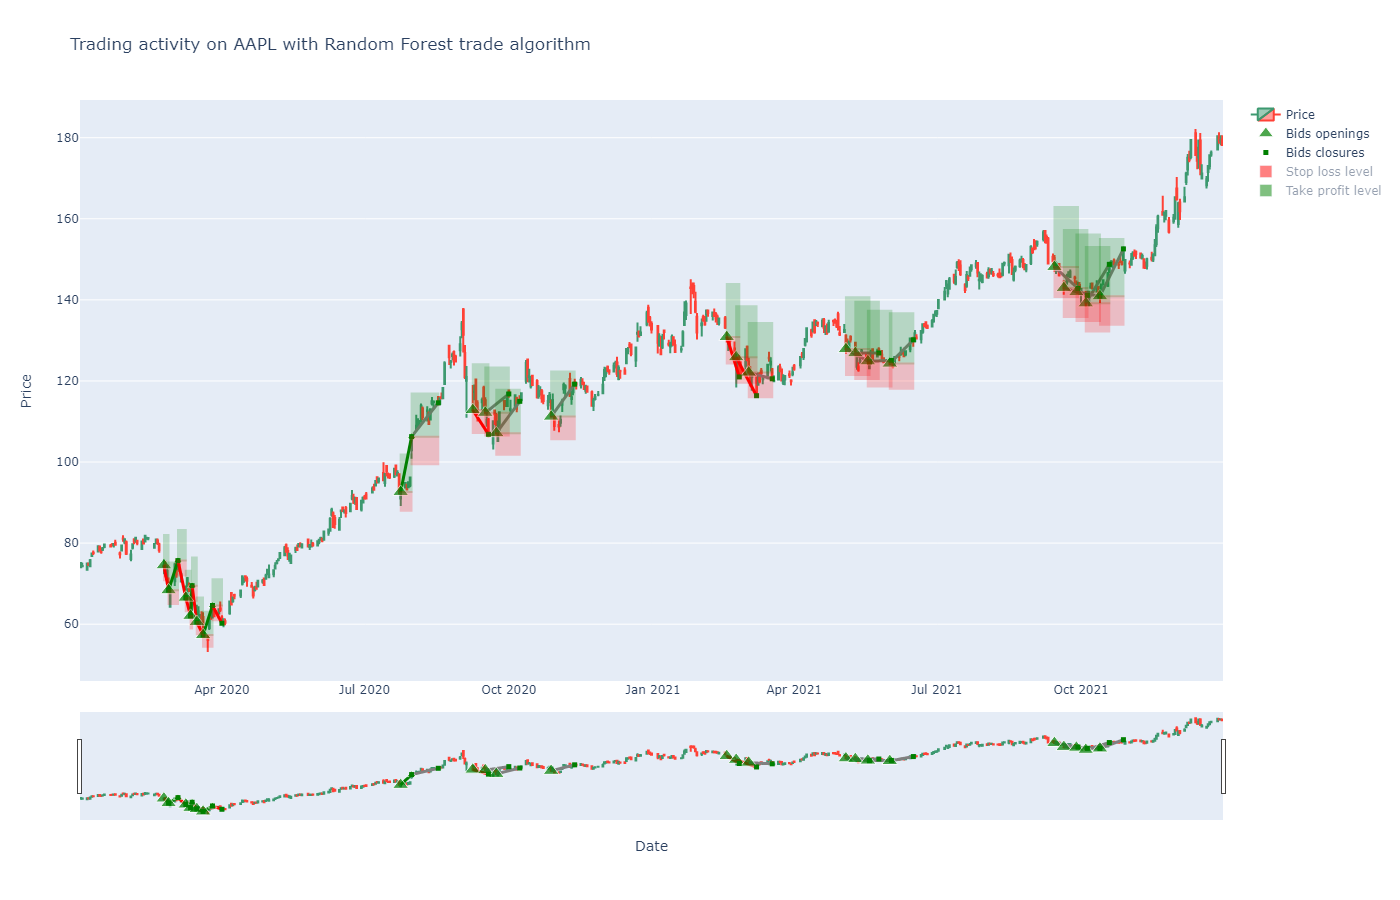 Trading activity on AAPL with Random Forest trade algorithm
Price
Bids openings
Bids closures
Stop loss level
Take profit level
180
160
140
120
100
80
60
Price
Apr 2020
Jul 2020
Oct 2020
Jan 2021
Apr 2021
Jul 2021
Oct 2021
Date